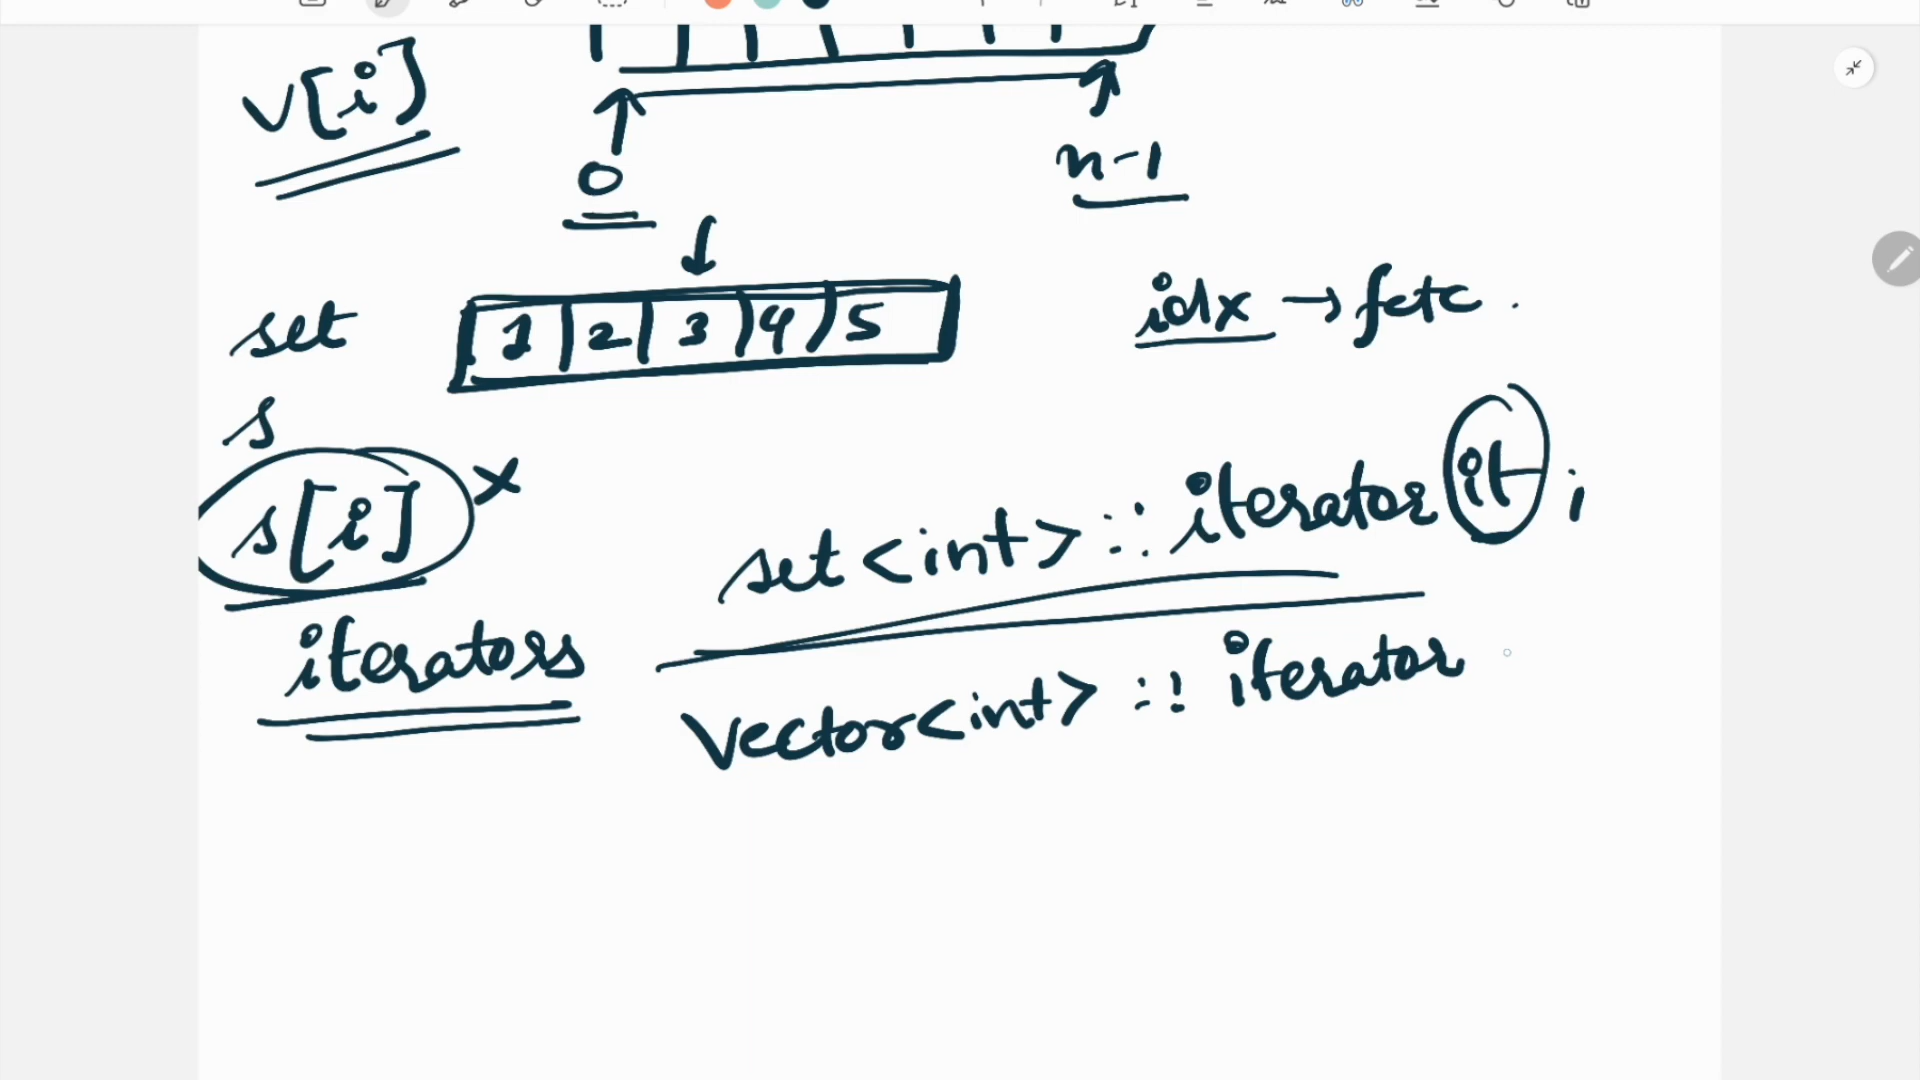 v[i]
0
n-1
set 1 2 3 4 5 idx → fetc.
s
s[i] x
set<int> :: iterator it;
iterators
vector<int> :: iterator